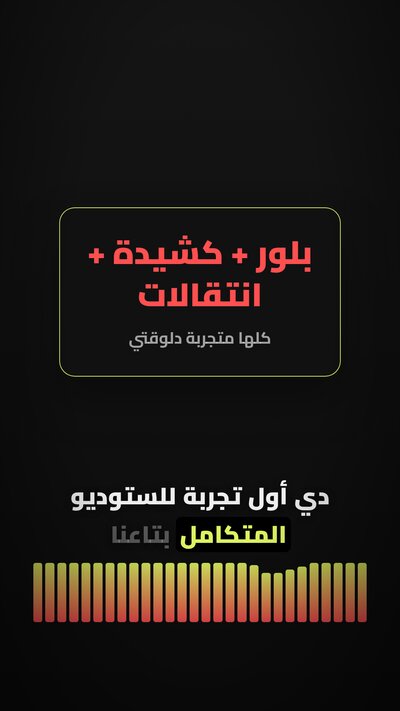 بلور + كشيدة +
انتقالات
كلها متجربة دلوقتي
دي أول تجربة للستوديو
المتكامل بتاعنا